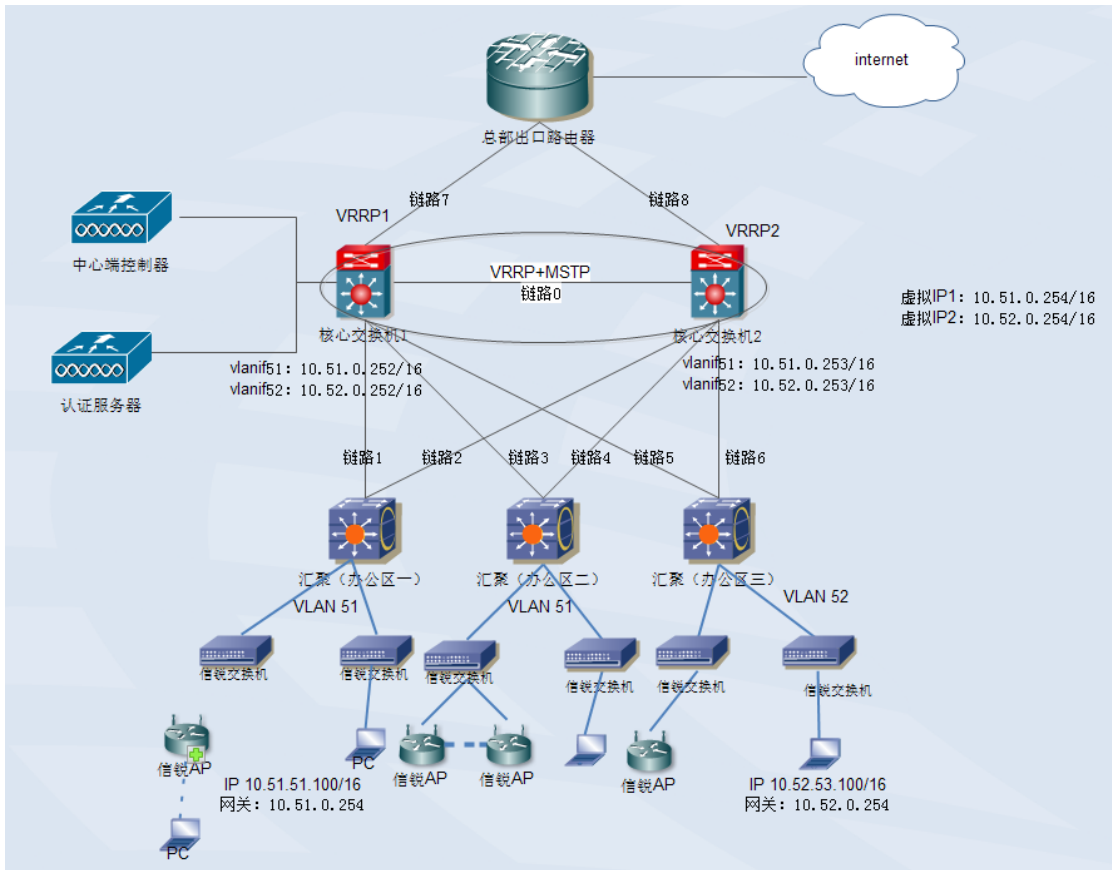 internet
总部出口路由器
链路7
链路8
VRRP1
VRRP2
中心端控制器
VRRP+MSTP
链路0
虚拟IP1: 10.51.0.254/16
虚拟IP2: 10.52.0.254/16
核心交换机1
核心交换机2
vlanif51: 10.51.0.252/16
vlanif52: 10.52.0.252/16
vlanif51: 10.51.0.253/16
vlanif52: 10.52.0.253/16
认证服务器
链路1
链路2
链路3
链路4
链路5
链路6
汇聚（办公区一）
汇聚（办公区二）
汇聚（办公区三）
VLAN 51
VLAN 51
VLAN 52
信锐交换机
信锐交换机
信锐交换机
信锐交换机
信锐交换机
信锐交换机
信锐AP
PC
信锐AP
信锐AP
信锐AP
IP 10.51.51.100/16
网关: 10.51.0.254
IP 10.52.53.100/16
网关: 10.52.0.254
PC